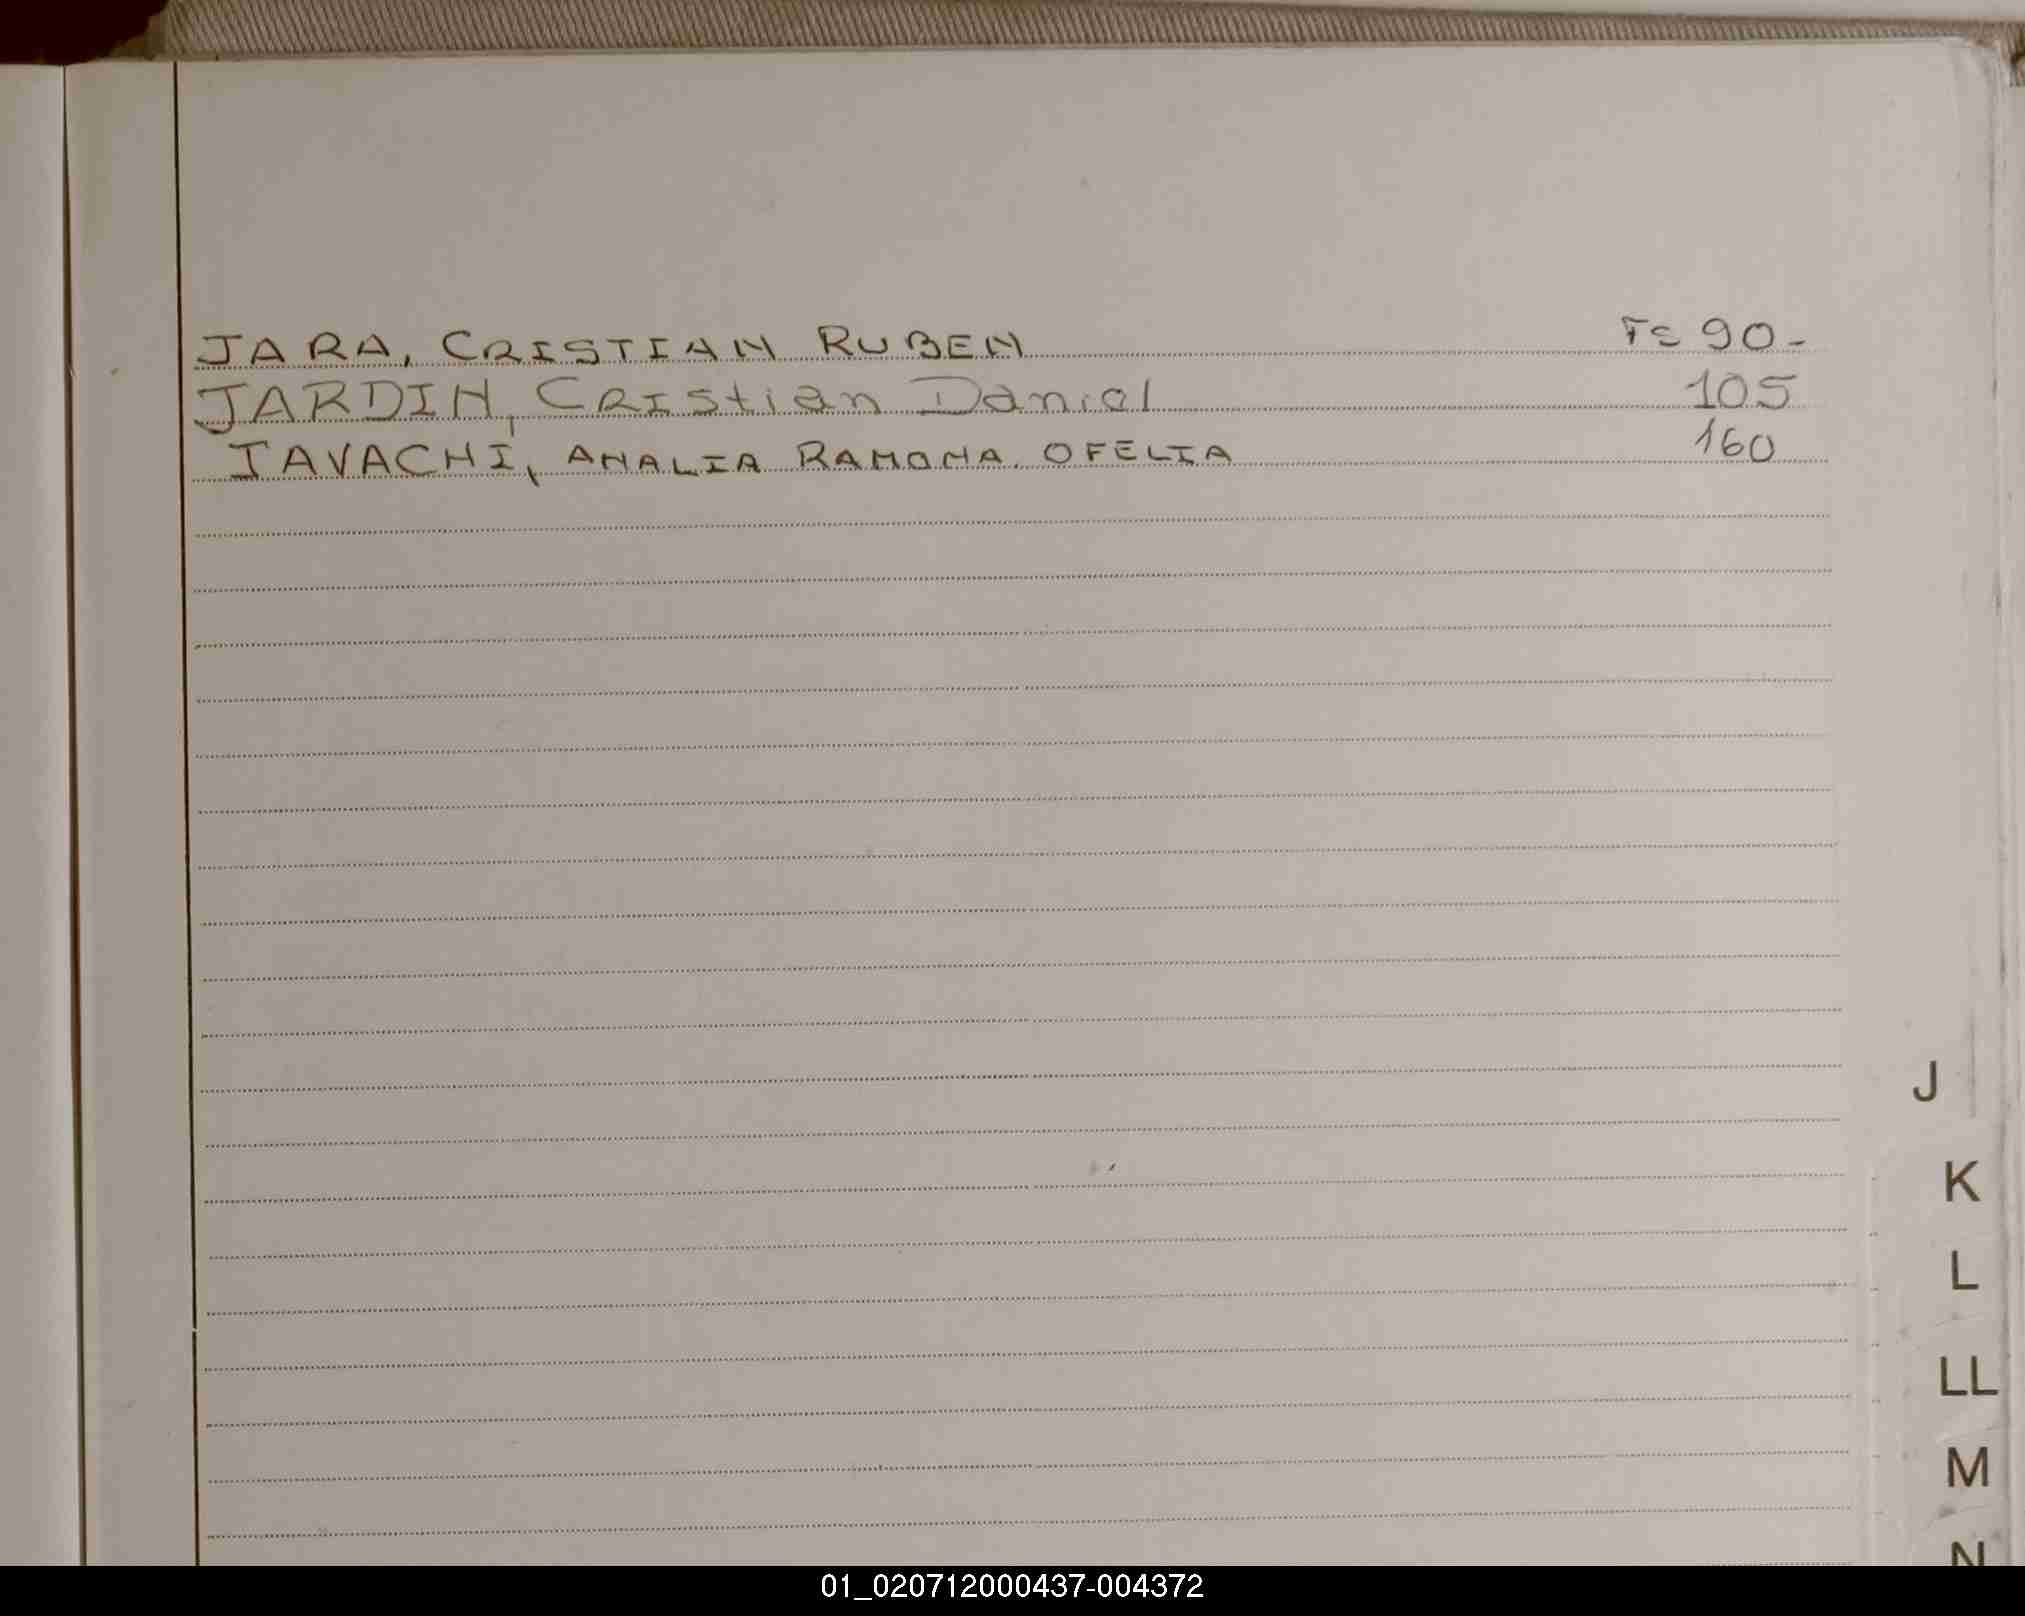 JARA, CRISTIAN RUBEN Fs 90-
JARDIN, CRIStian Daniel 105
JAVACHI, ANALIA RAMONA OFELIA 160
J
K
L
LL
M
N
01_020712000437-004372